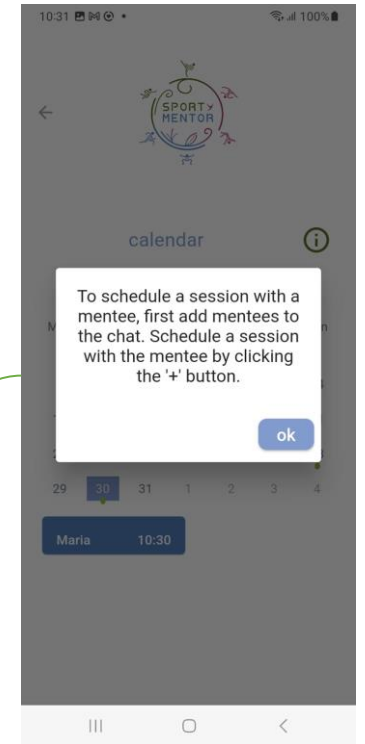 10:31
100%
SPORTY
MENTOR
calendar
To schedule a session with a
mentee, first add mentees to
the chat. Schedule a session
with the mentee by clicking
the '+' button.
ok
29 30 31 1 2 3 4
Maria 10:30